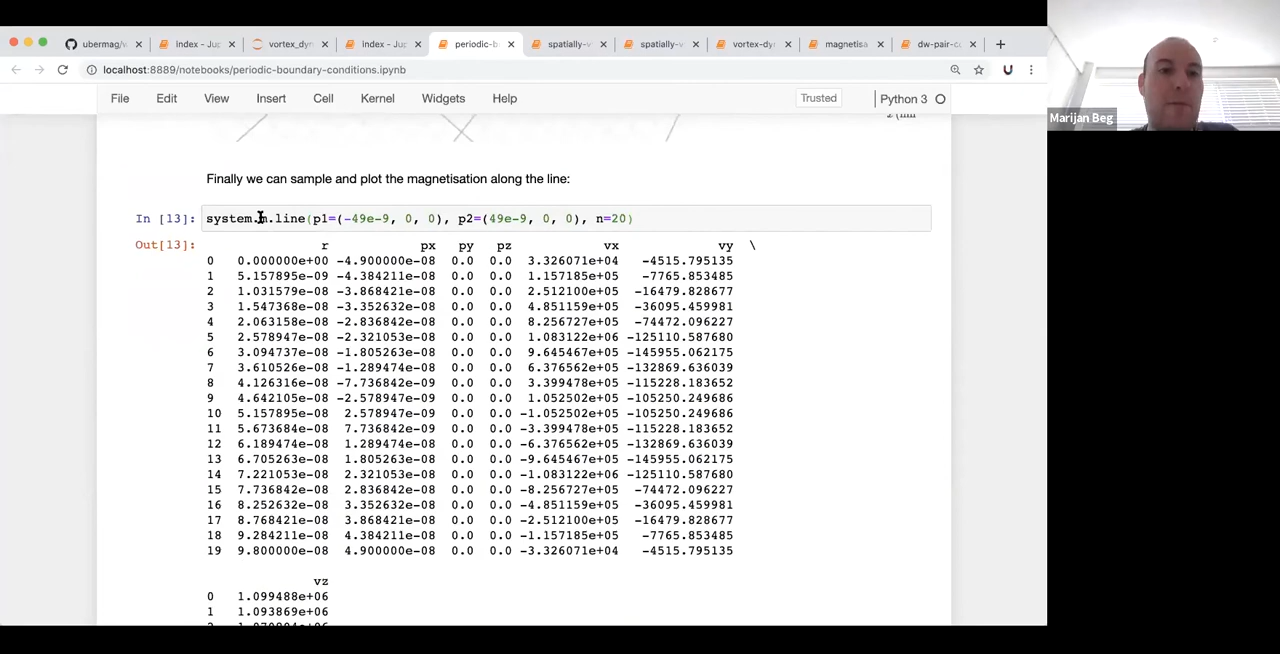 ubermag/w
index - Jup
vortex_dyn
index - Jup
periodic-b
spatially-v
spatially-v
vortex-dyn
magnetisa
dw-pair-co
localhost:8889/notebooks/periodic-boundary-conditions.ipynb
File Edit View Insert Cell Kernel Widgets Help Trusted Python 3
Marijan Beg
Finally we can sample and plot the magnetisation along the line:
In [13]: system.m.line(p1=(-49e-9, 0, 0), p2=(49e-9, 0, 0), n=20)
Out[13]: r px py pz vx vy \
0 0.000000e+00 -4.900000e-08 0.0 0.0 3.326071e+04 -4515.795135
1 5.157895e-09 -4.384211e-08 0.0 0.0 1.157185e+05 -7765.853485
2 1.031579e-08 -3.868421e-08 0.0 0.0 2.512100e+05 -16479.828677
3 1.547368e-08 -3.352632e-08 0.0 0.0 4.851159e+05 -36095.459981
4 2.063158e-08 -2.836842e-08 0.0 0.0 8.256727e+05 -74472.096227
5 2.578947e-08 -2.321053e-08 0.0 0.0 1.083122e+06 -125110.587680
6 3.094737e-08 -1.805263e-08 0.0 0.0 9.645467e+05 -145955.062175
7 3.610526e-08 -1.289474e-08 0.0 0.0 6.376562e+05 -132869.636039
8 4.126316e-08 -7.736842e-09 0.0 0.0 3.399478e+05 -115228.183652
9 4.642105e-08 -2.578947e-09 0.0 0.0 1.052502e+05 -105250.249686
10 5.157895e-08 2.578947e-09 0.0 0.0 -1.052502e+05 -105250.249686
11 5.673684e-08 7.736842e-09 0.0 0.0 -3.399478e+05 -115228.183652
12 6.189474e-08 1.289474e-08 0.0 0.0 -6.376562e+05 -132869.636039
13 6.705263e-08 1.805263e-08 0.0 0.0 -9.645467e+05 -145955.062175
14 7.221053e-08 2.321053e-08 0.0 0.0 -1.083122e+06 -125110.587680
15 7.736842e-08 2.836842e-08 0.0 0.0 -8.256727e+05 -74472.096227
16 8.252632e-08 3.352632e-08 0.0 0.0 -4.851159e+05 -36095.459981
17 8.768421e-08 3.868421e-08 0.0 0.0 -2.512100e+05 -16479.828677
18 9.284211e-08 4.384211e-08 0.0 0.0 -1.157185e+05 -7765.853485
19 9.800000e-08 4.900000e-08 0.0 0.0 -3.326071e+04 -4515.795135
vz
0 1.099488e+06
1 1.093869e+06